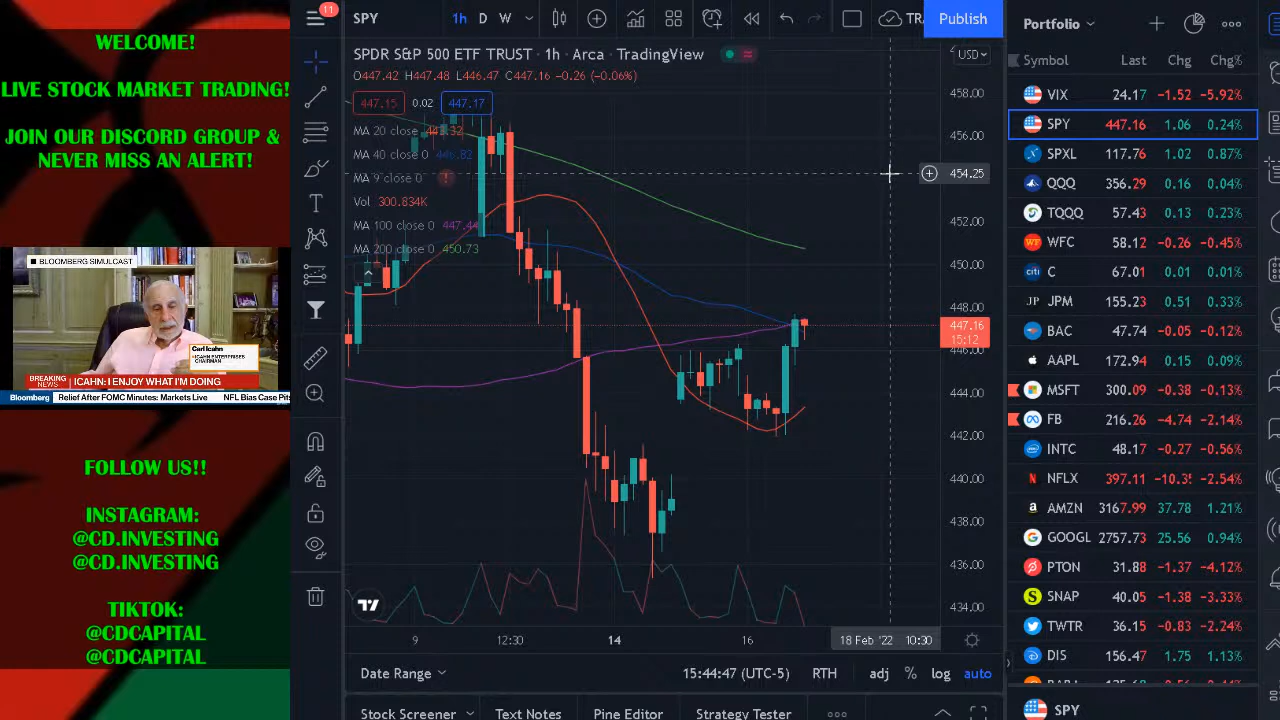 WELCOME!
LIVE STOCK MARKET TRADING!
JOIN OUR DISCORD GROUP &
NEVER MISS AN ALERT!
BLOOMBERG SIMULCAST
Carl Icahn
ICAHN ENTERPRISES
CHAIRMAN
BREAKING
NEWS
ICAHN: I ENJOY WHAT I'M DOING
Bloomberg Relief After FOMC Minutes: Markets Live NFL Bias Case Pits
FOLLOW US!!
INSTAGRAM:
@CD.INVESTING
@CD.INVESTING
TIKTOK:
@CDCAPITAL
@CDCAPITAL
11
SPY 1h D W
Publish
SPDR S&P 500 ETF TRUST · 1h · Arca · TradingView
USD
O447.42 H447.48 L446.47 C447.16 -0.26 (-0.06%)
447.15 0.02 447.17
MA 20 close 0
MA 40 close 0
MA 9 close 0 !
Vol 300.834K
MA 100 close 0 447.44
MA 200 close 0 450.73
458.00
456.00
454.25
452.00
450.00
448.00
447.16
15:12
446.00
444.00
442.00
440.00
438.00
436.00
434.00
9 12:30 14 16 18 Feb '22 10:30
Date Range 15:44:47 (UTC-5) RTH adj % log auto
Stock Screener Text Notes Pine Editor Strategy Tester
Portfolio
Symbol Last Chg Chg%
VIX 24.17 -1.52 -5.92%
SPY 447.16 1.06 0.24%
SPXL 117.76 1.02 0.87%
QQQ 356.29 0.16 0.04%
TQQQ 57.43 0.13 0.23%
WF WFC 58.12 -0.26 -0.45%
citi C 67.01 0.01 0.01%
JP JPM 155.23 0.51 0.33%
BAC 47.74 -0.05 -0.12%
AAPL 172.94 0.15 0.09%
MSFT 300.09 -0.38 -0.13%
FB 216.26 -4.74 -2.14%
INTC 48.17 -0.27 -0.56%
NFLX 397.11 -10.35 -2.54%
AMZN 3167.99 37.78 1.21%
GOOGL 2757.73 25.56 0.94%
PTON 31.88 -1.37 -4.12%
SNAP 40.05 -1.38 -3.33%
TWTR 36.15 -0.83 -2.24%
DIS 156.47 1.75 1.13%
SPY